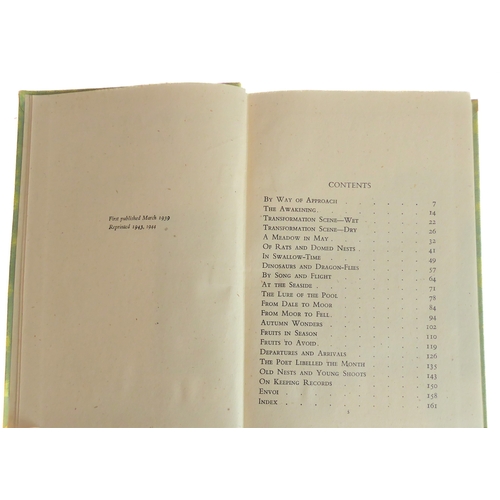 First published March 1939
Reprinted 1943, 1944
CONTENTS
By Way of Approach . . . . 7
The Awakening . . . . . 14
Transformation Scene—Wet . . . . 22
Transformation Scene—Dry . . . . 26
A Meadow in May . . . . . 32
Of Rats and Domed Nests . . . . 41
In Swallow-Time . . . . . 49
Dinosaurs and Dragon-Flies . . . . 57
By Song and Flight . . . . . 64
At the Seaside . . . . . 71
The Lure of the Pool . . . . 78
From Dale to Moor . . . . . 84
From Moor to Fell . . . . . 94
Autumn Wonders . . . . . 102
Fruits in Season . . . . . 110
Fruits to Avoid . . . . . 119
Departures and Arrivals . . . . 126
The Poet Libelled the Month . . . . 135
Old Nests and Young Shoots . . . . 143
On Keeping Records . . . . . 150
Envoi . . . . . . 158
Index . . . . . . 161